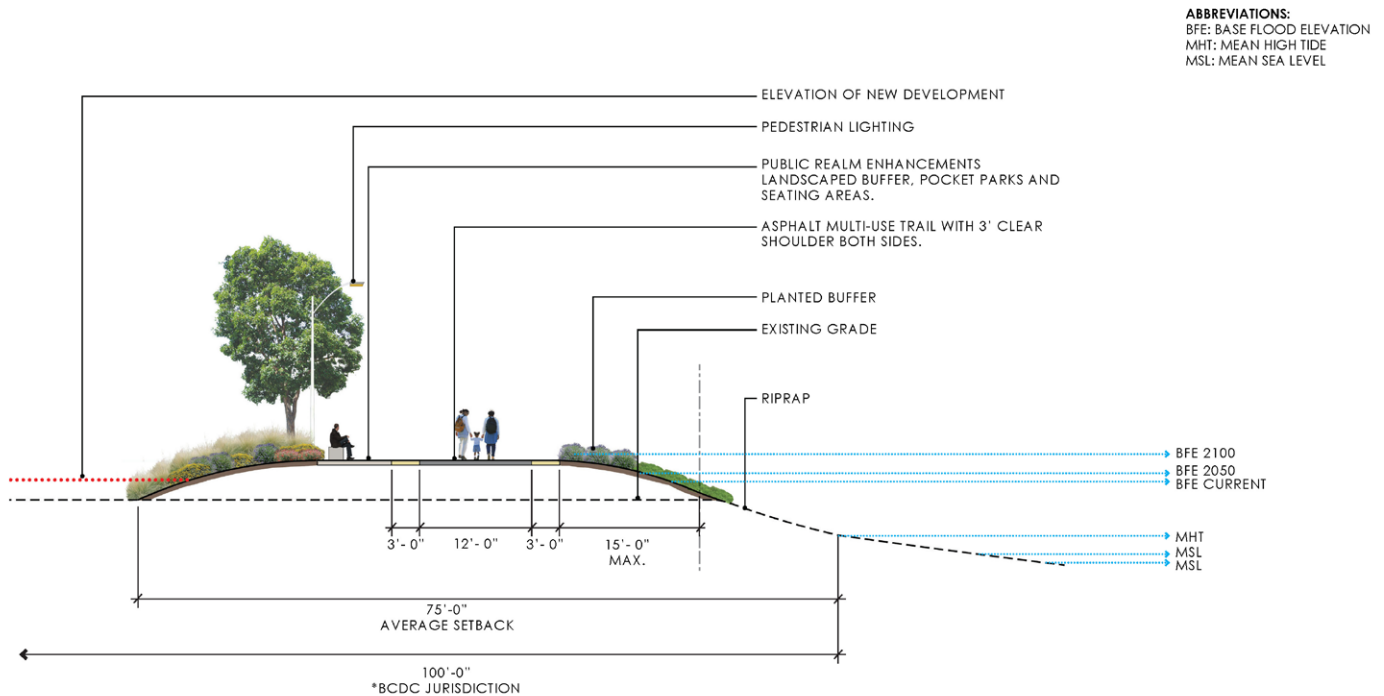 ABBREVIATIONS:
BFE: BASE FLOOD ELEVATION
MHT: MEAN HIGH TIDE
MSL: MEAN SEA LEVEL
ELEVATION OF NEW DEVELOPMENT
PEDESTRIAN LIGHTING
PUBLIC REALM ENHANCEMENTS
LANDSCAPED BUFFER, POCKET PARKS AND
SEATING AREAS.
ASPHALT MULTI-USE TRAIL WITH 3' CLEAR
SHOULDER BOTH SIDES.
PLANTED BUFFER
EXISTING GRADE
RIPRAP
BFE 2100
BFE 2050
BFE CURRENT
MHT
MSL
MSL
3'- 0"
12'- 0"
3'- 0"
15'- 0"
MAX.
75'-0"
AVERAGE SETBACK
100'-0"
*BCDC JURISDICTION